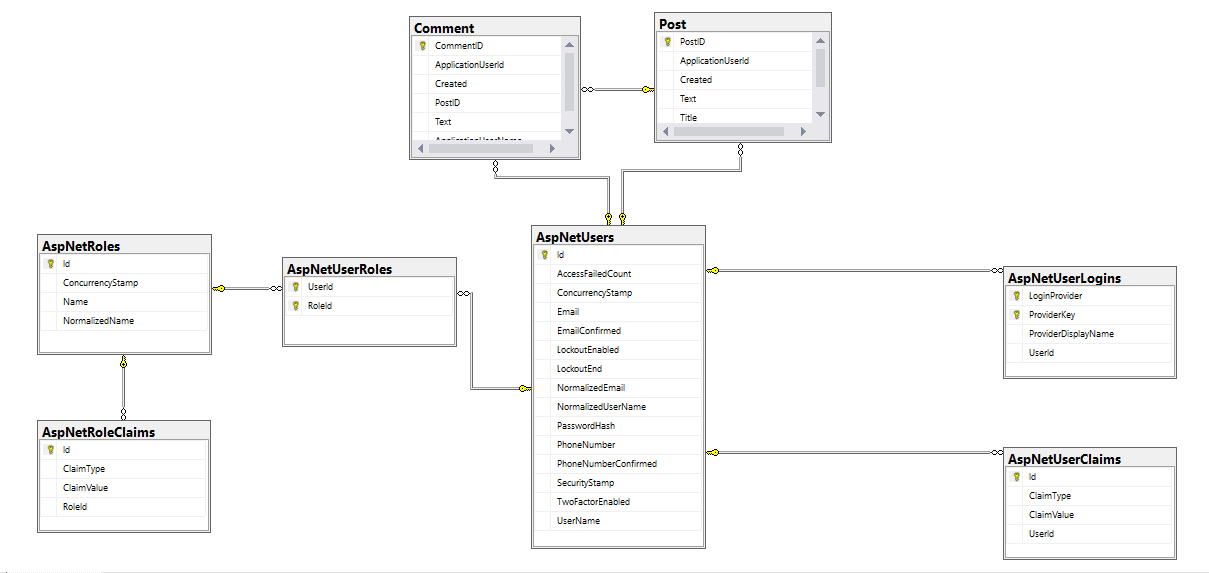 Comment
CommentID
ApplicationUserId
Created
PostID
Text
ApplicationUserName
Post
PostID
ApplicationUserId
Created
Text
Title
AspNetRoles
Id
ConcurrencyStamp
Name
NormalizedName
AspNetUserRoles
UserId
RoleId
AspNetUsers
Id
AccessFailedCount
ConcurrencyStamp
Email
EmailConfirmed
LockoutEnabled
LockoutEnd
NormalizedEmail
NormalizedUserName
PasswordHash
PhoneNumber
PhoneNumberConfirmed
SecurityStamp
TwoFactorEnabled
UserName
AspNetUserLogins
LoginProvider
ProviderKey
ProviderDisplayName
UserId
AspNetRoleClaims
Id
ClaimType
ClaimValue
RoleId
AspNetUserClaims
Id
ClaimType
ClaimValue
UserId